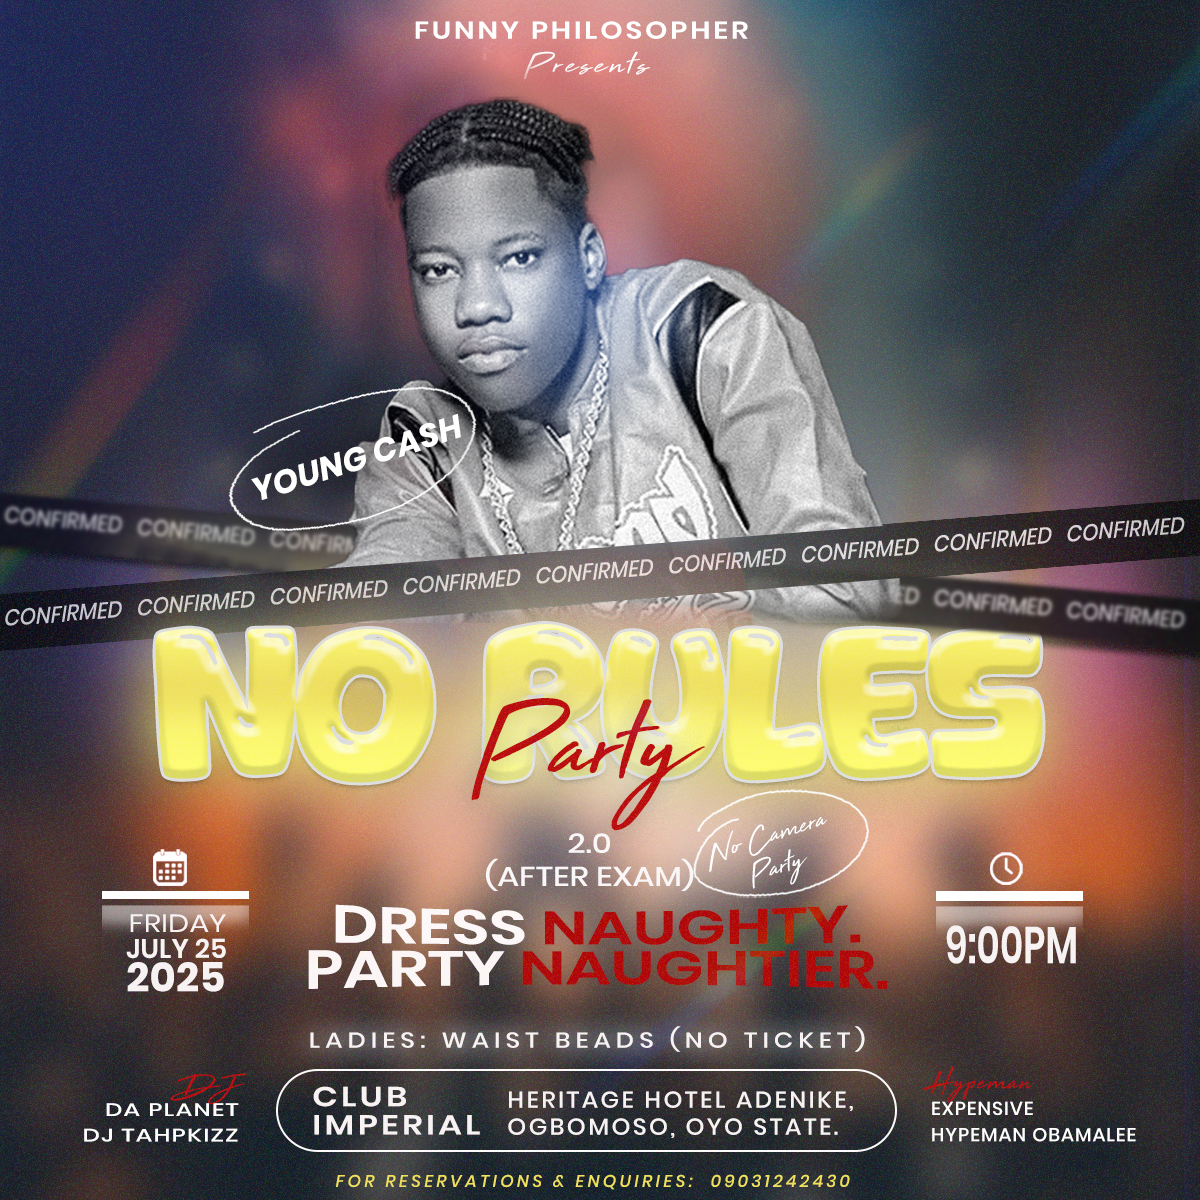 FUNNY PHILOSOPHER
Presents
YOUNG CASH
CONFIRMED CONFIRMED CONFIRM
CONFIRMED CONFIRMED CONFIRMED CONFIRMED CONFIRMED CONFIRMED CONFIRMED CONFIRMED CONFIRMED
ED CONFIRMED CONFIRMED
NO RULES
Party
2.0
(AFTER EXAM)
No Camera
Party
FRIDAY
JULY 25
2025
DRESS NAUGHTY.
PARTY NAUGHTIER.
9:00PM
LADIES: WAIST BEADS (NO TICKET)
DJ
DA PLANET
DJ TAHPKIZZ
CLUB
IMPERIAL
HERITAGE HOTEL ADENIKE,
OGBOMOSO, OYO STATE.
Hypeman
EXPENSIVE
HYPEMAN OBAMALEE
FOR RESERVATIONS & ENQUIRIES: 09031242430